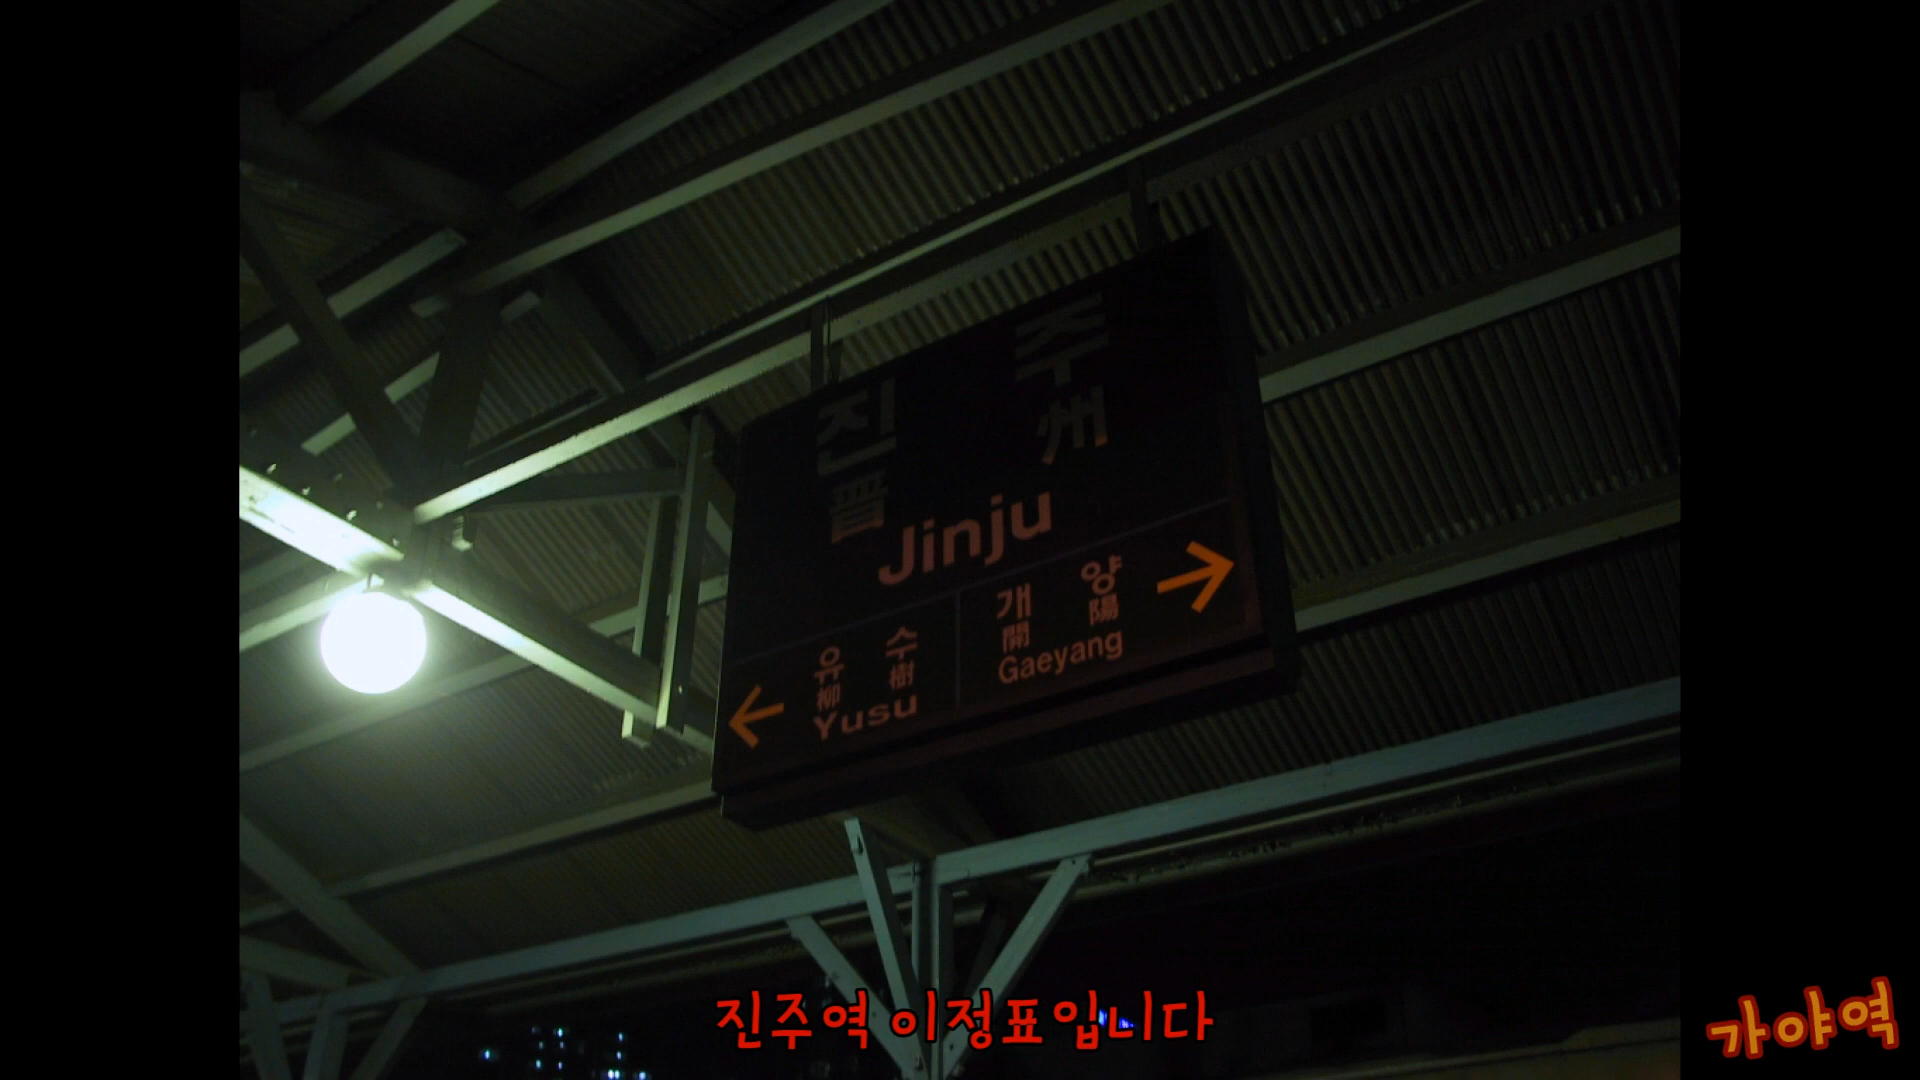 진 주
晋 州
Jinju
유 수
柳 樹
Yusu
개 양
開 陽
Gaeyang
진주역 이정표입니다
가야역